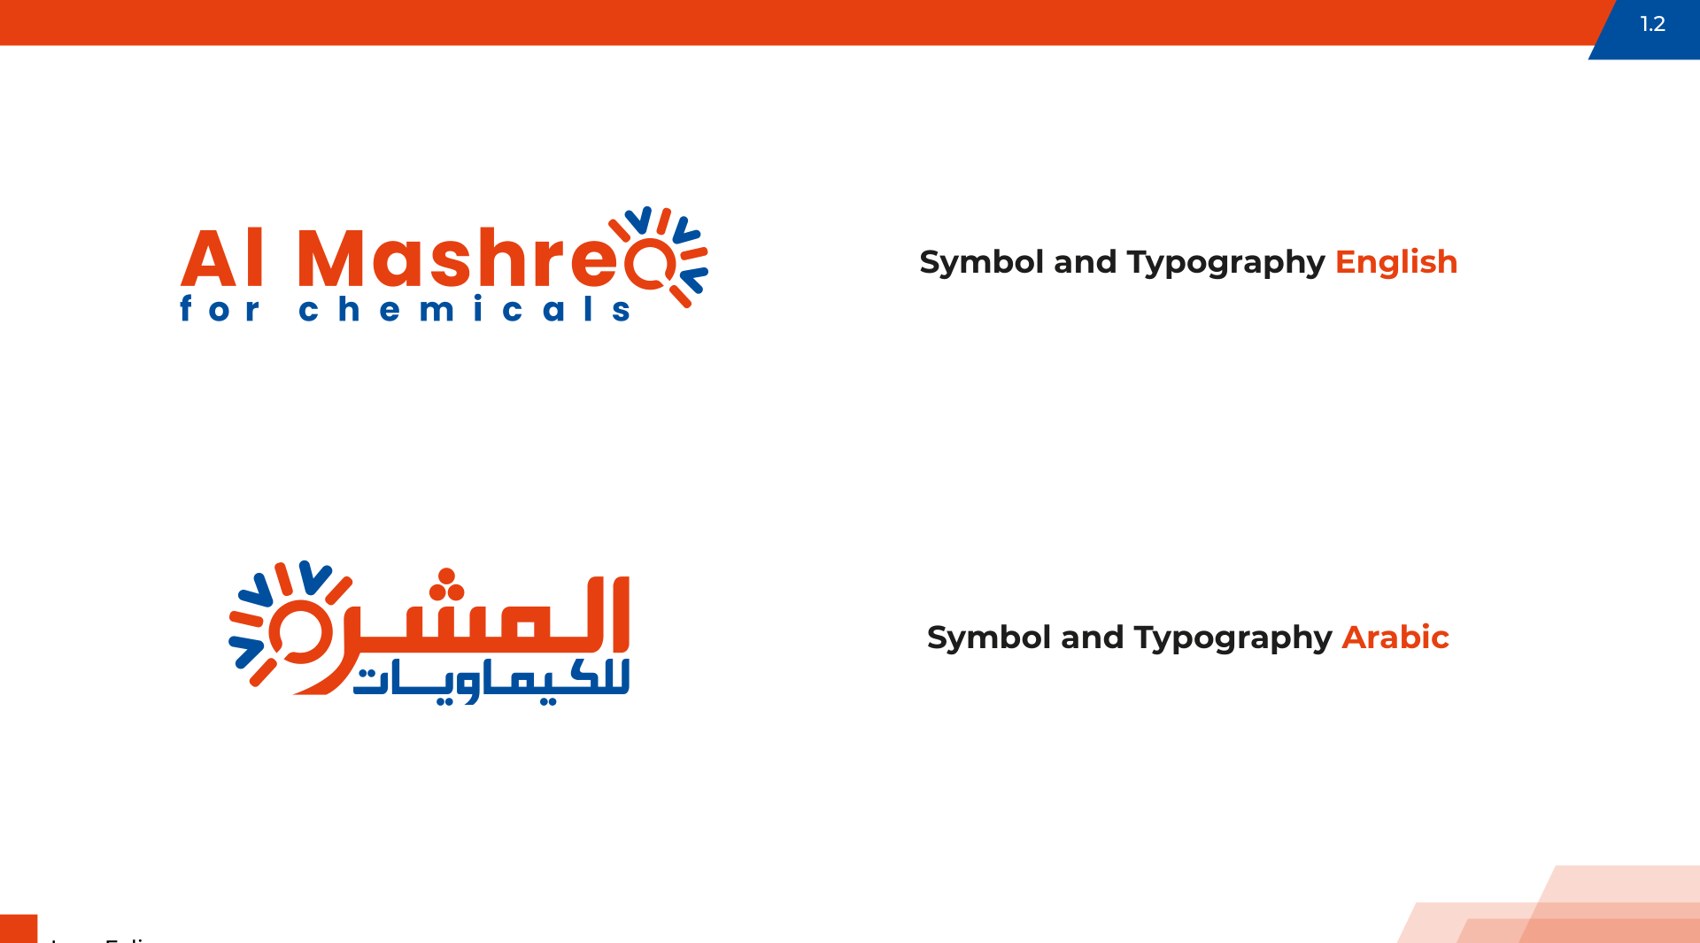 1.2
Al Mashreq
for chemicals
Symbol and Typography English
المشرق
للكيماويات
Symbol and Typography Arabic